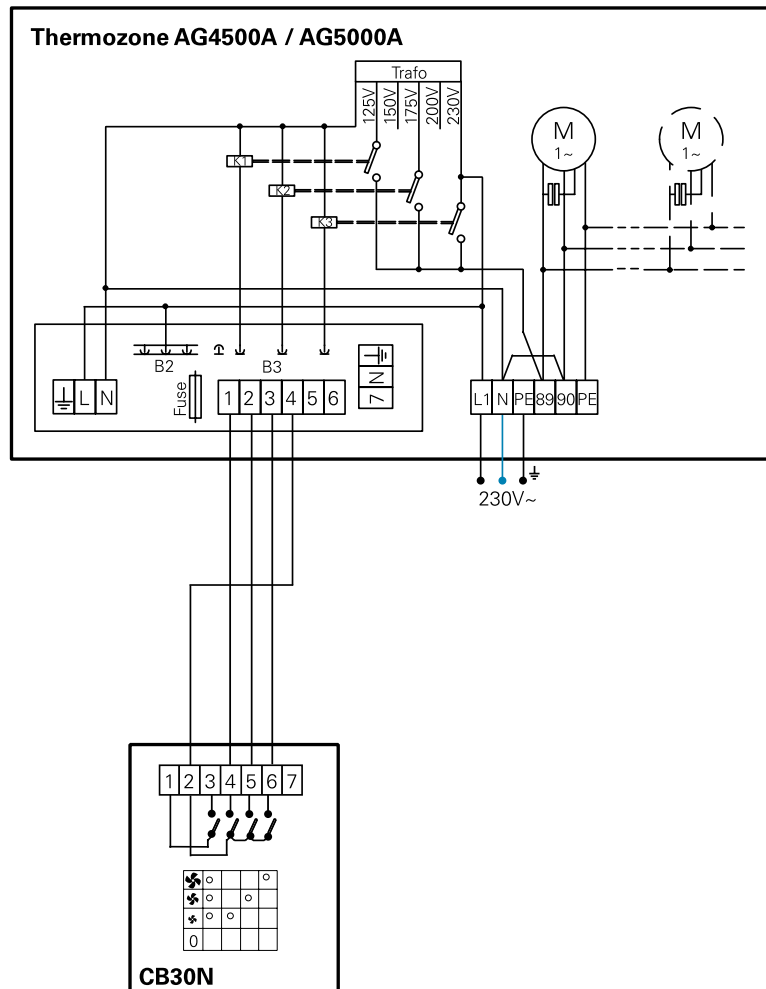 Thermozone AG4500A / AG5000A
Trafo
125V 150V 175V 200V 230V
M 1~
M 1~
K1
K2
K3
B2
B3
L N
Fuse
1 2 3 4 5 6
7 N
L1 N PE 89 90 PE
230V~
1 2 3 4 5 6 7
0
CB30N